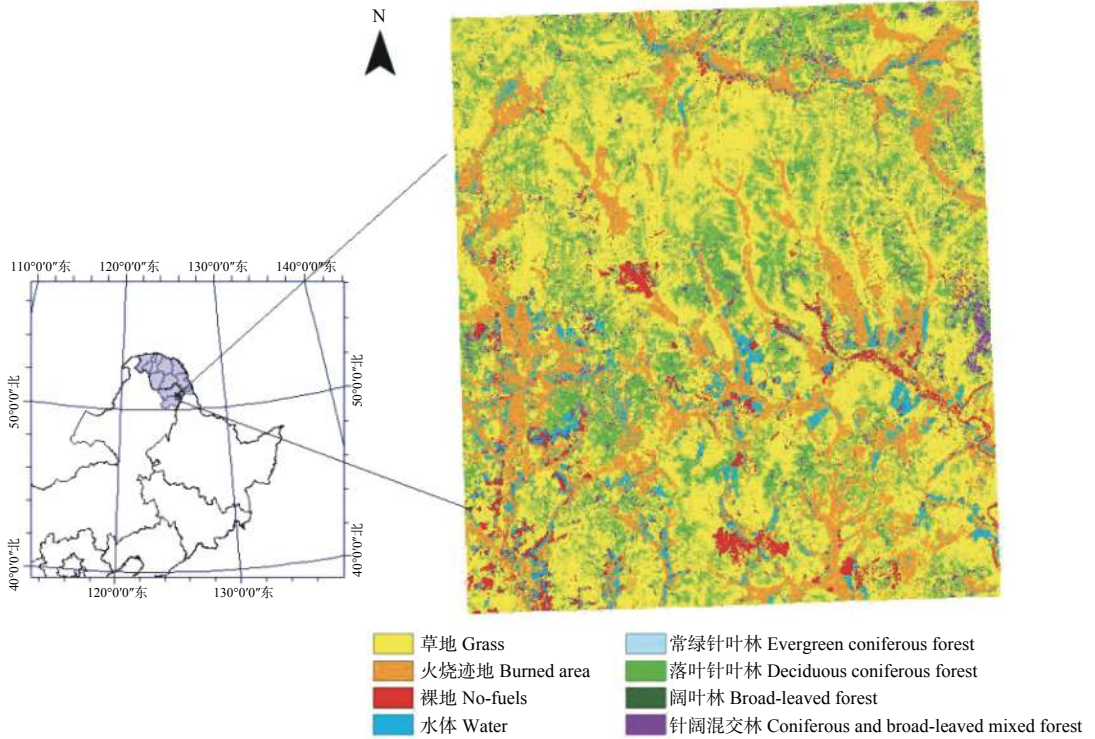 N
110°0′0″东 120°0′0″东 130°0′0″东 140°0′0″东
50°0′0″北 50°0′0″北
40°0′0″北 40°0′0″北
120°0′0″东 130°0′0″东
草地 Grass
火烧迹地 Burned area
裸地 No-fuels
水体 Water
常绿针叶林 Evergreen coniferous forest
落叶针叶林 Deciduous coniferous forest
阔叶林 Broad-leaved forest
针阔混交林 Coniferous and broad-leaved mixed forest